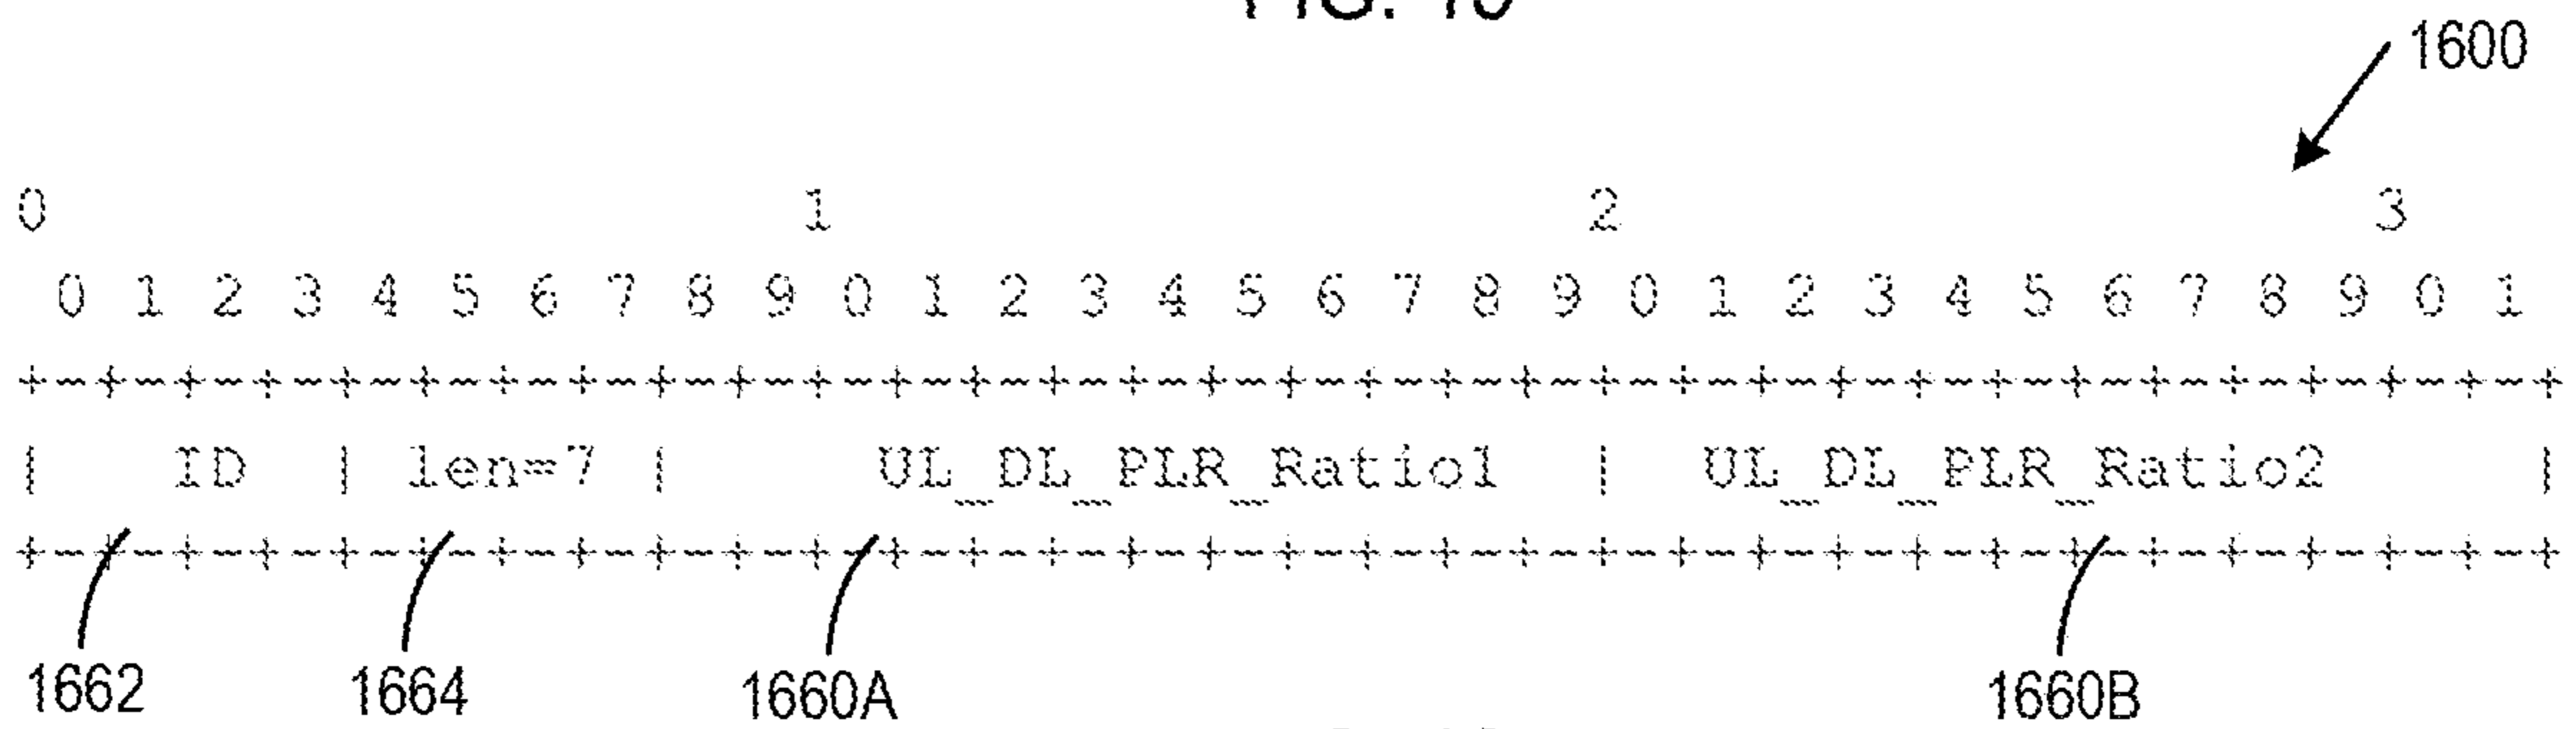 1600
0 1 2 3
0 1 2 3 4 5 6 7 8 9 0 1 2 3 4 5 6 7 8 9 0 1 2 3 4 5 6 7 8 9 0 1
+-+-+-+-+-+-+-+-+-+-+-+-+-+-+-+-+-+-+-+-+-+-+-+-+-+-+-+-+-+-+-+-+
| ID | len=7 | UL_DL_PLR_Ratio1 | UL_DL_PLR_Ratio2 |
+-+-+-+-+-+-+-+-+-+-+-+-+-+-+-+-+-+-+-+-+-+-+-+-+-+-+-+-+-+-+-+-+
1662 1664 1660A 1660B